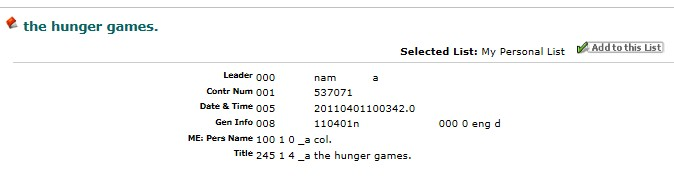 the hunger games.
Selected List: My Personal List Add to this List
Leader 000 nam a
Contr Num 001 537071
Date & Time 005 20110401100342.0
Gen Info 008 110401n 000 0 eng d
ME: Pers Name 100 1 0 _a col.
Title 245 1 4 _a the hunger games.